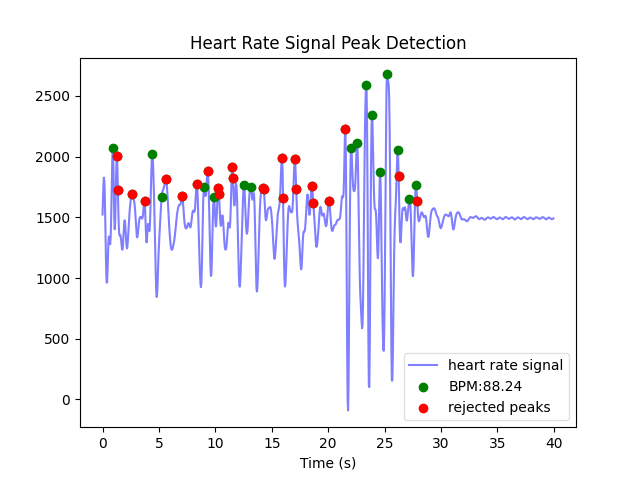 Heart Rate Signal Peak Detection
2500
2000
1500
1000
500
0
heart rate signal
BPM:88.24
rejected peaks
0 5 10 15 20 25 30 35 40
Time (s)